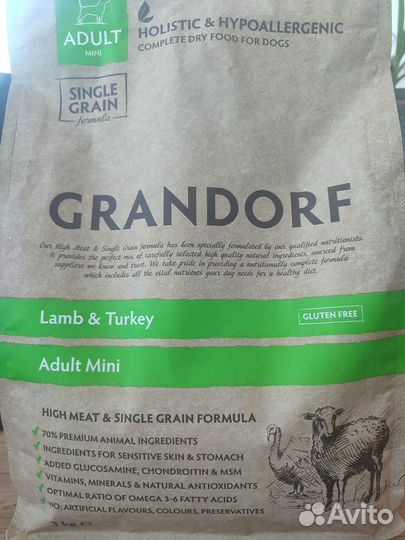 ADULT
MINI
HOLISTIC & HYPOALLERGENIC
COMPLETE DRY FOOD FOR DOGS
SINGLE
GRAIN
formula
GRANDORF
Our High Meat & Single Grain formula has been specially formulated by our qualified nutritionists.
It provides the perfect mix of carefully selected high quality natural ingredients, sourced from
suppliers we know and trust. We take pride in providing a nutritionally complete formula
which includes all the vital nutrients your dog needs for a healthy diet.
Lamb & Turkey
GLUTEN FREE
Adult Mini
HIGH MEAT & SINGLE GRAIN FORMULA
70% PREMIUM ANIMAL INGREDIENTS
INGREDIENTS FOR SENSITIVE SKIN & STOMACH
ADDED GLUCOSAMINE, CHONDROITIN & MSM
VITAMINS, MINERALS & NATURAL ANTIOXIDANTS
OPTIMAL RATIO OF OMEGA 3-6 FATTY ACIDS
NO: ARTIFICIAL FLAVOURS, COLOURS, PRESERVATIVES
kg e
Avito